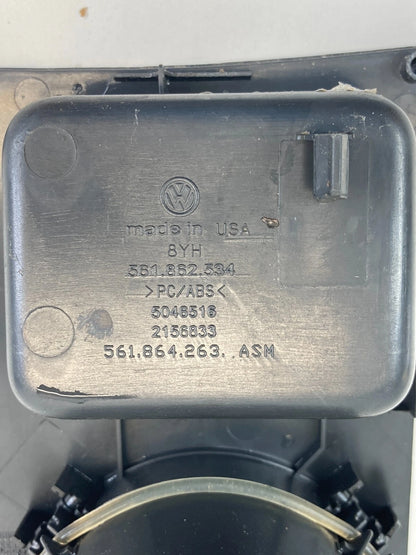 made in USA
8YH
561.862.534
>PC/ABS<
5048516
2156833
561.864.263. ASM